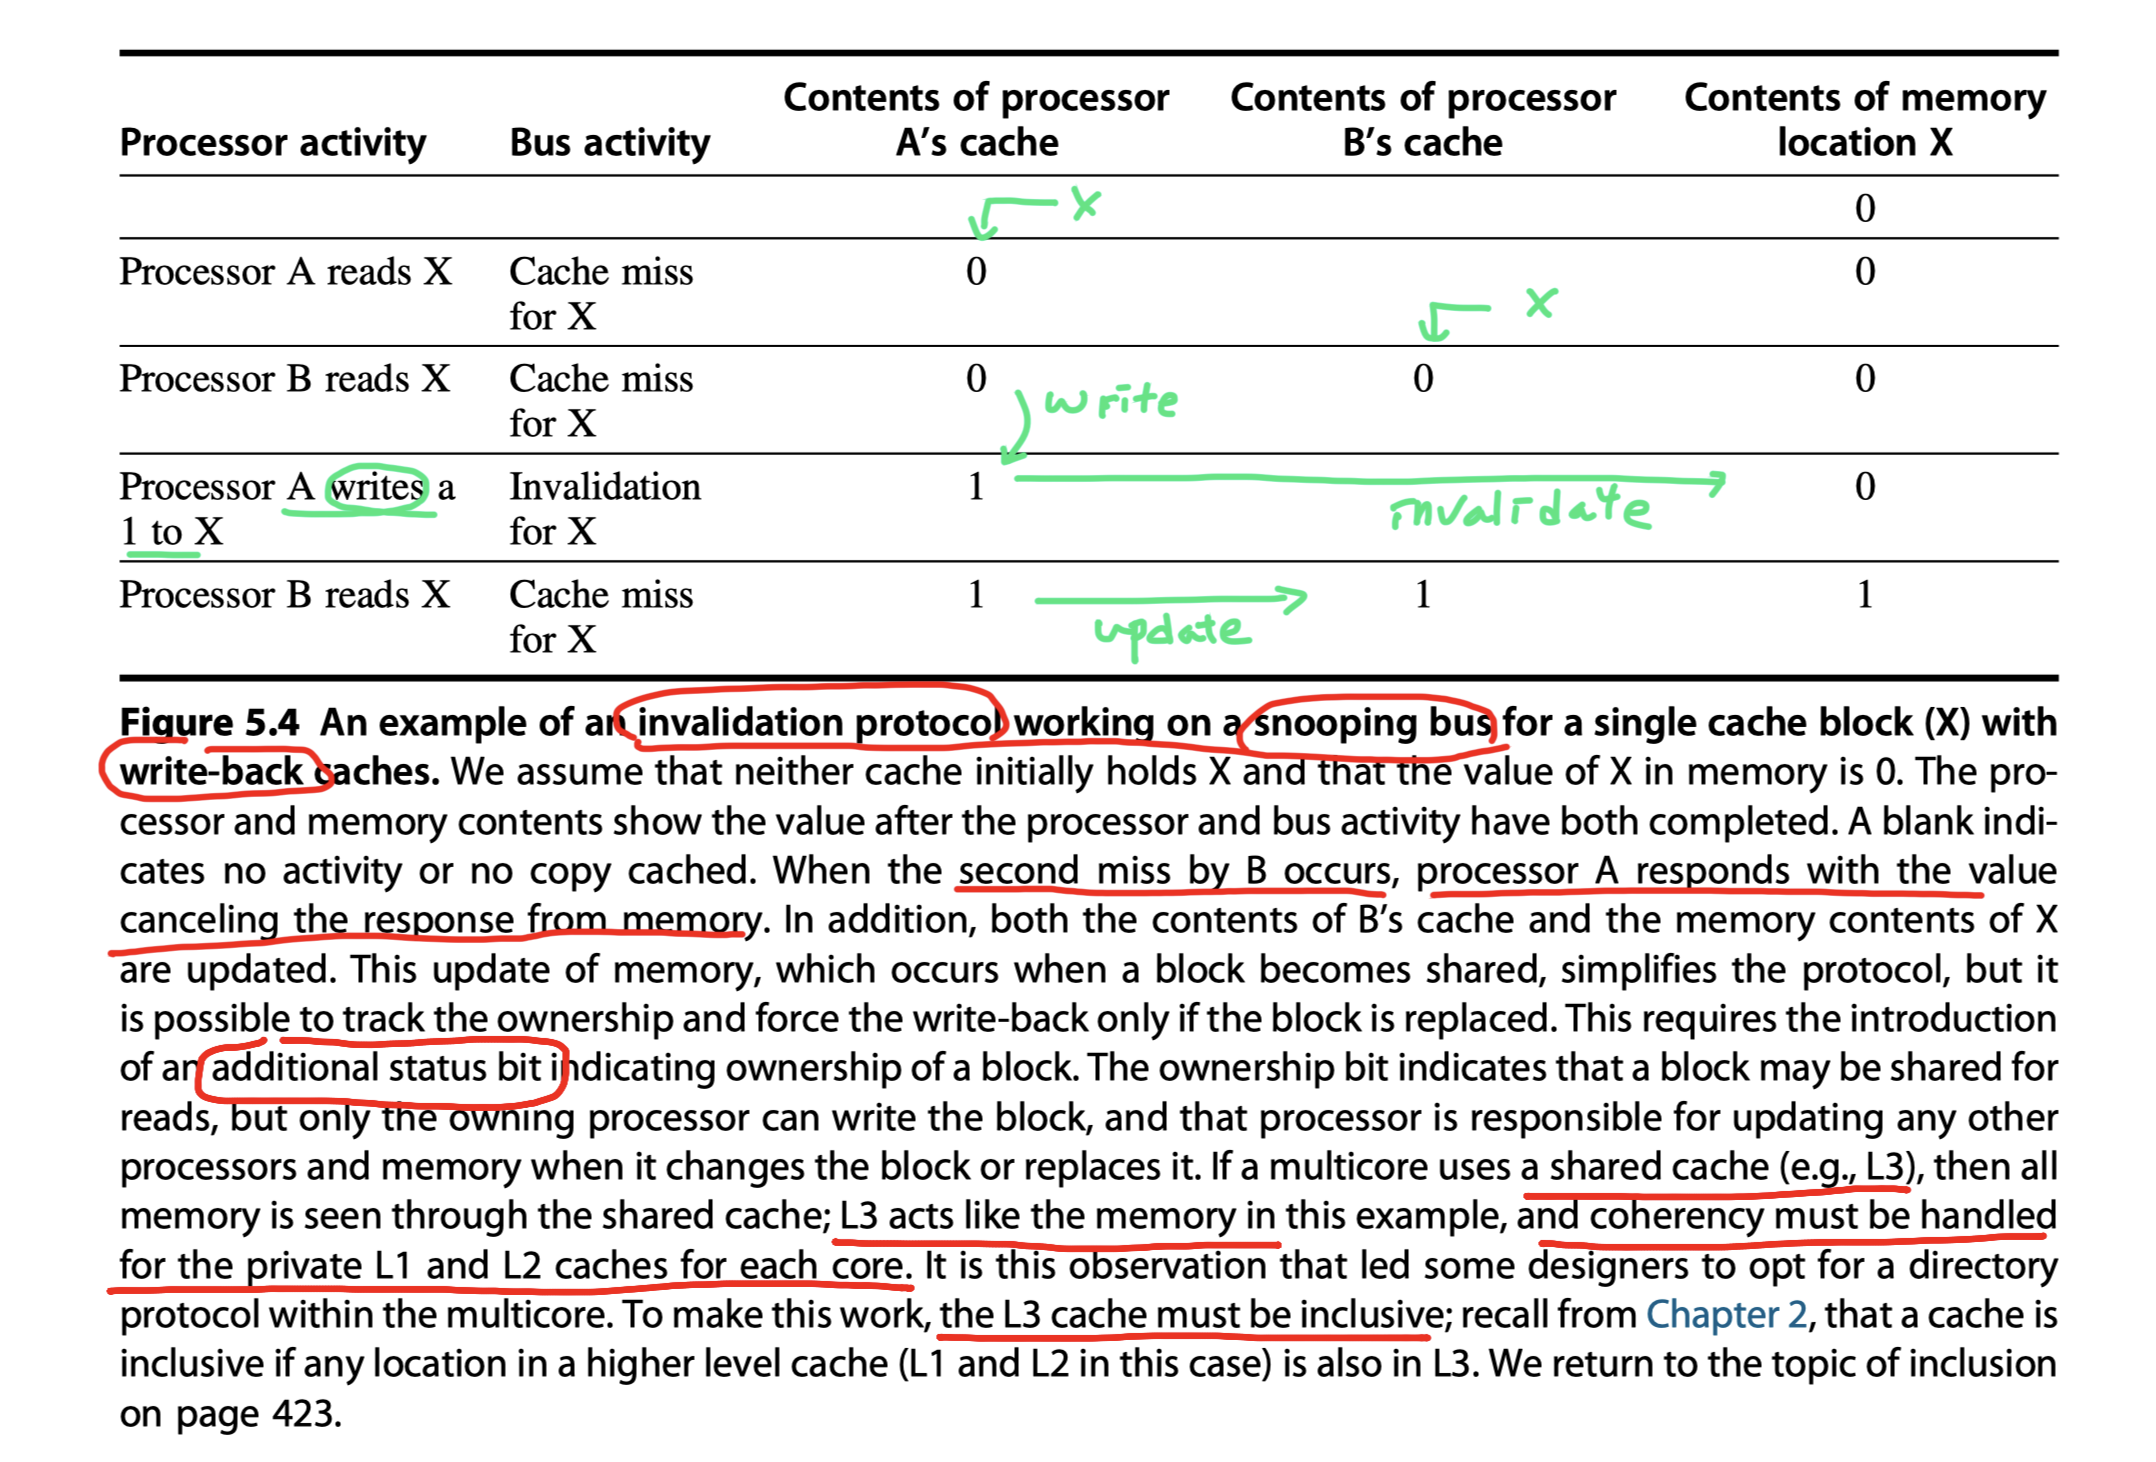 Contents of processor Contents of processor Contents of memory
Processor activity Bus activity A's cache B's cache location X
x 0
Processor A reads X Cache miss 0 0
for X x
Processor B reads X Cache miss 0 0 0
for X write
Processor A writes a Invalidation 1 0
1 to X for X invalidate
Processor B reads X Cache miss 1 1 1
for X update
Figure 5.4 An example of an invalidation protocol working on a snooping bus for a single cache block (X) with
write-back caches. We assume that neither cache initially holds X and that the value of X in memory is 0. The pro-
cessor and memory contents show the value after the processor and bus activity have both completed. A blank indi-
cates no activity or no copy cached. When the second miss by B occurs, processor A responds with the value
canceling the response from memory. In addition, both the contents of B's cache and the memory contents of X
are updated. This update of memory, which occurs when a block becomes shared, simplifies the protocol, but it
is possible to track the ownership and force the write-back only if the block is replaced. This requires the introduction
of an additional status bit indicating ownership of a block. The ownership bit indicates that a block may be shared for
reads, but only the owning processor can write the block, and that processor is responsible for updating any other
processors and memory when it changes the block or replaces it. If a multicore uses a shared cache (e.g., L3), then all
memory is seen through the shared cache; L3 acts like the memory in this example, and coherency must be handled
for the private L1 and L2 caches for each core. It is this observation that led some designers to opt for a directory
protocol within the multicore. To make this work, the L3 cache must be inclusive; recall from Chapter 2, that a cache is
inclusive if any location in a higher level cache (L1 and L2 in this case) is also in L3. We return to the topic of inclusion
on page 423.